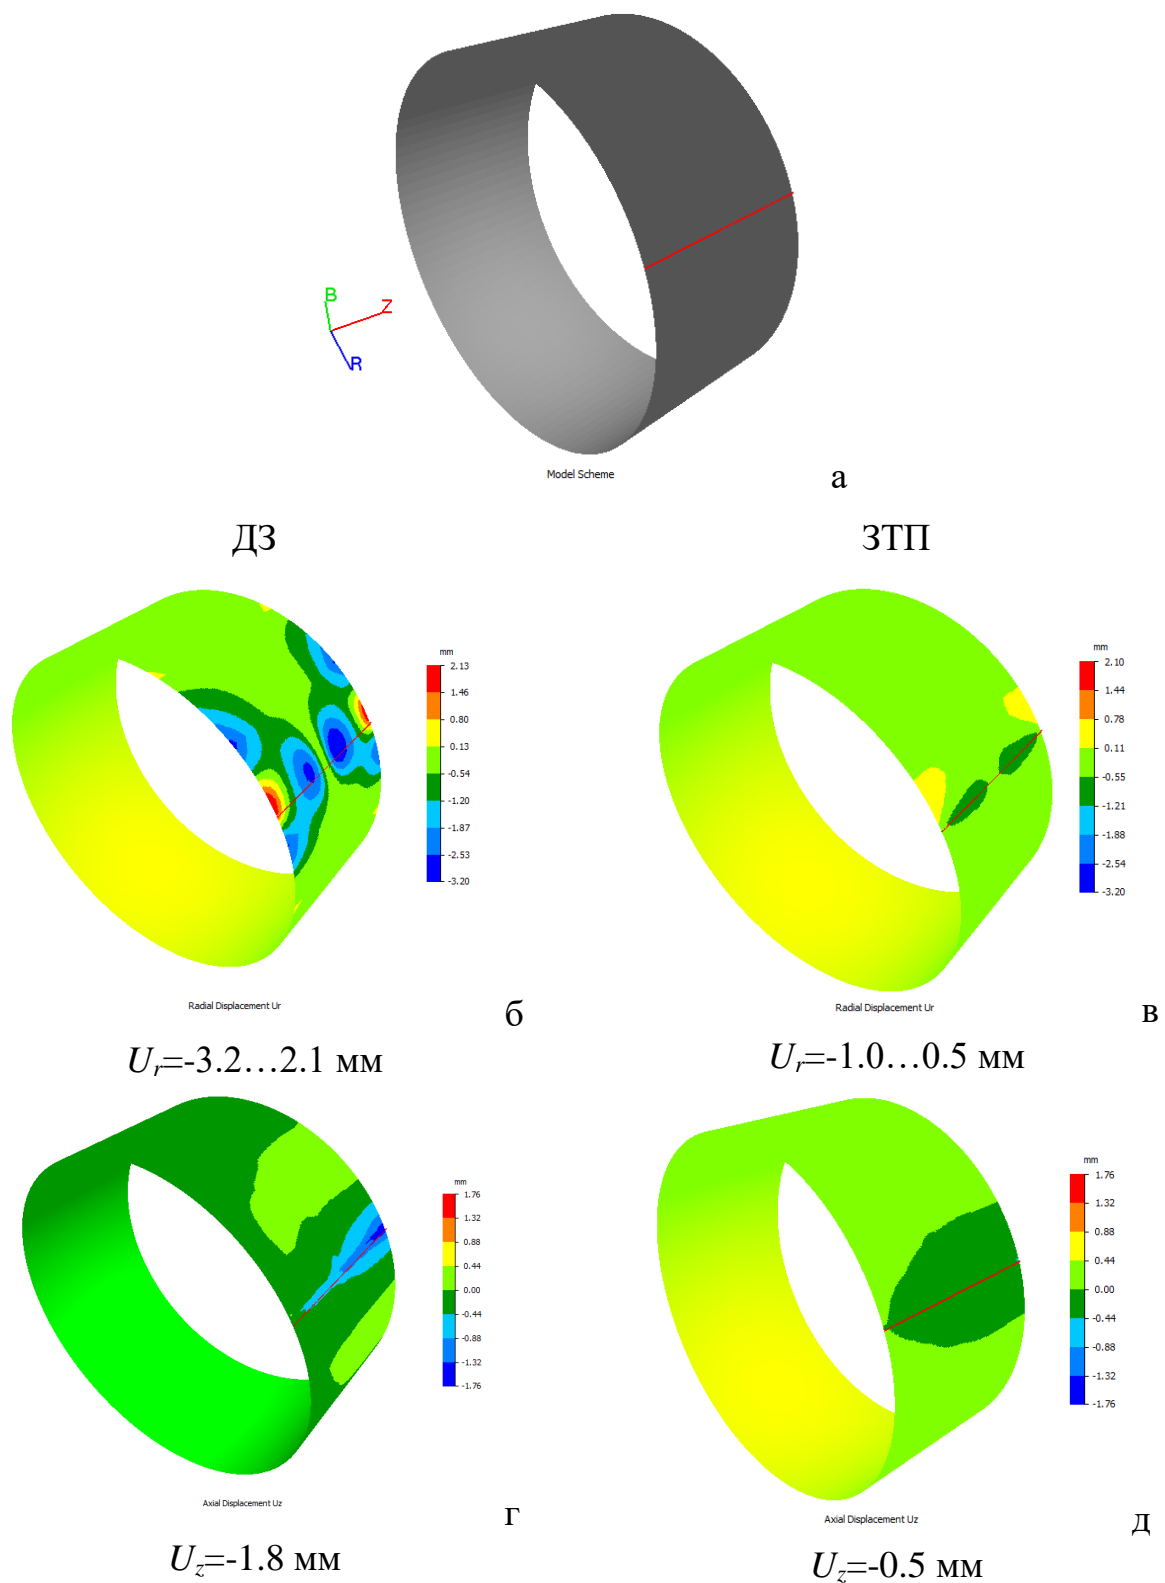 B
Z
R
Model Scheme
а
ДЗ
ЗТП
mm
2.13
1.46
0.80
0.13
-0.54
-1.20
-1.87
-2.53
-3.20
Radial Displacement Ur
б
U_r=-3.2…2.1 мм
mm
2.10
1.44
0.78
0.11
-0.55
-1.21
-1.88
-2.54
-3.20
Radial Displacement Ur
в
U_r=-1.0…0.5 мм
mm
1.76
1.32
0.88
0.44
0.00
-0.44
-0.88
-1.32
-1.76
Axial Displacement Uz
г
U_z=-1.8 мм
mm
1.76
1.32
0.88
0.44
0.00
-0.44
-0.88
-1.32
-1.76
Axial Displacement Uz
д
U_z=-0.5 мм